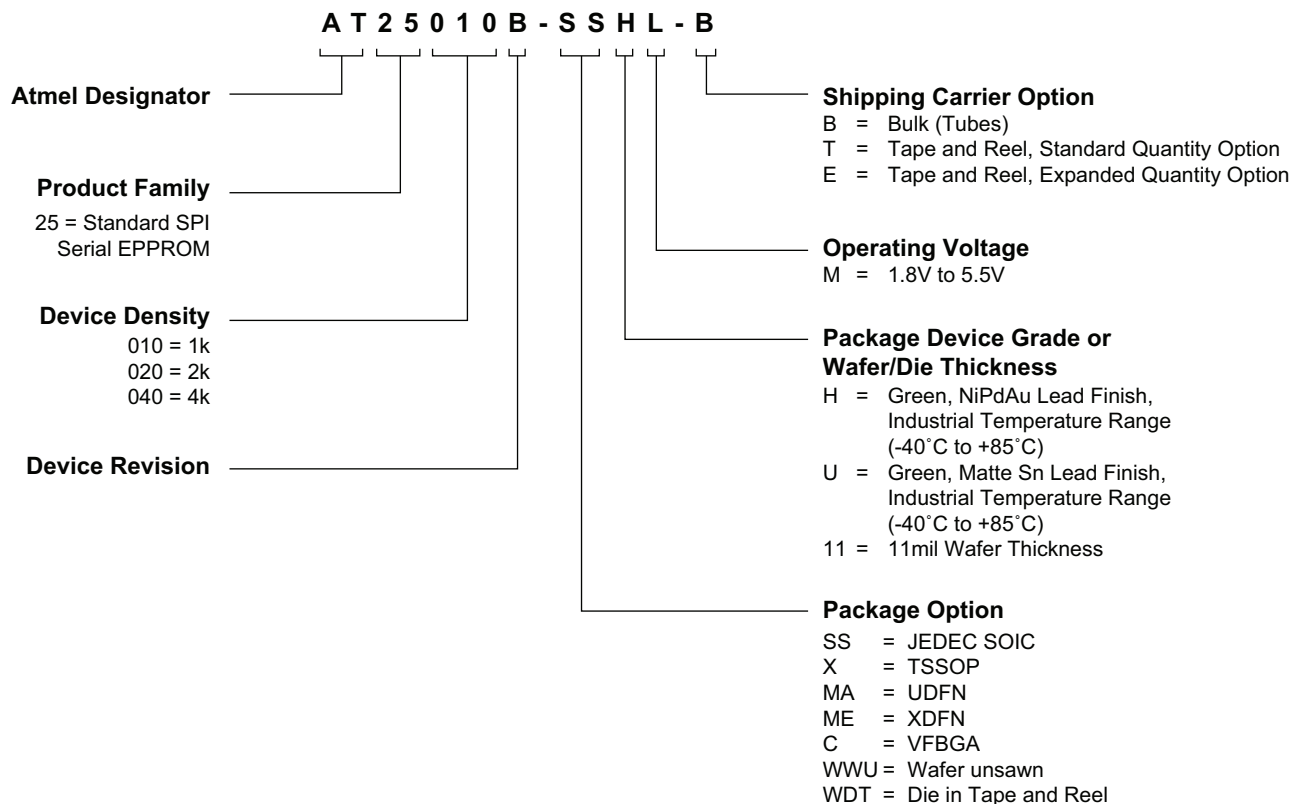 AT25010B-SSHL-B
Atmel Designator
Product Family
25 = Standard SPI
Serial EPPROM
Device Density
010 = 1k
020 = 2k
040 = 4k
Device Revision
Shipping Carrier Option
B = Bulk (Tubes)
T = Tape and Reel, Standard Quantity Option
E = Tape and Reel, Expanded Quantity Option
Operating Voltage
M = 1.8V to 5.5V
Package Device Grade or
Wafer/Die Thickness
H = Green, NiPdAu Lead Finish,
Industrial Temperature Range
(-40˚C to +85˚C)
U = Green, Matte Sn Lead Finish,
Industrial Temperature Range
(-40˚C to +85˚C)
11 = 11mil Wafer Thickness
Package Option
SS = JEDEC SOIC
X = TSSOP
MA = UDFN
ME = XDFN
C = VFBGA
WWU = Wafer unsawn
WDT = Die in Tape and Reel